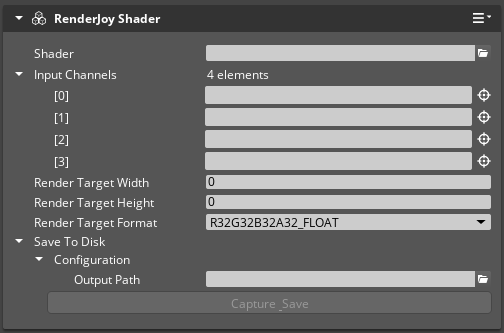 RenderJoy Shader
Shader
Input Channels 4 elements
[0]
[1]
[2]
[3]
Render Target Width 0
Render Target Height 0
Render Target Format R32G32B32A32_FLOAT
Save To Disk
Configuration
Output Path
Capture_Save